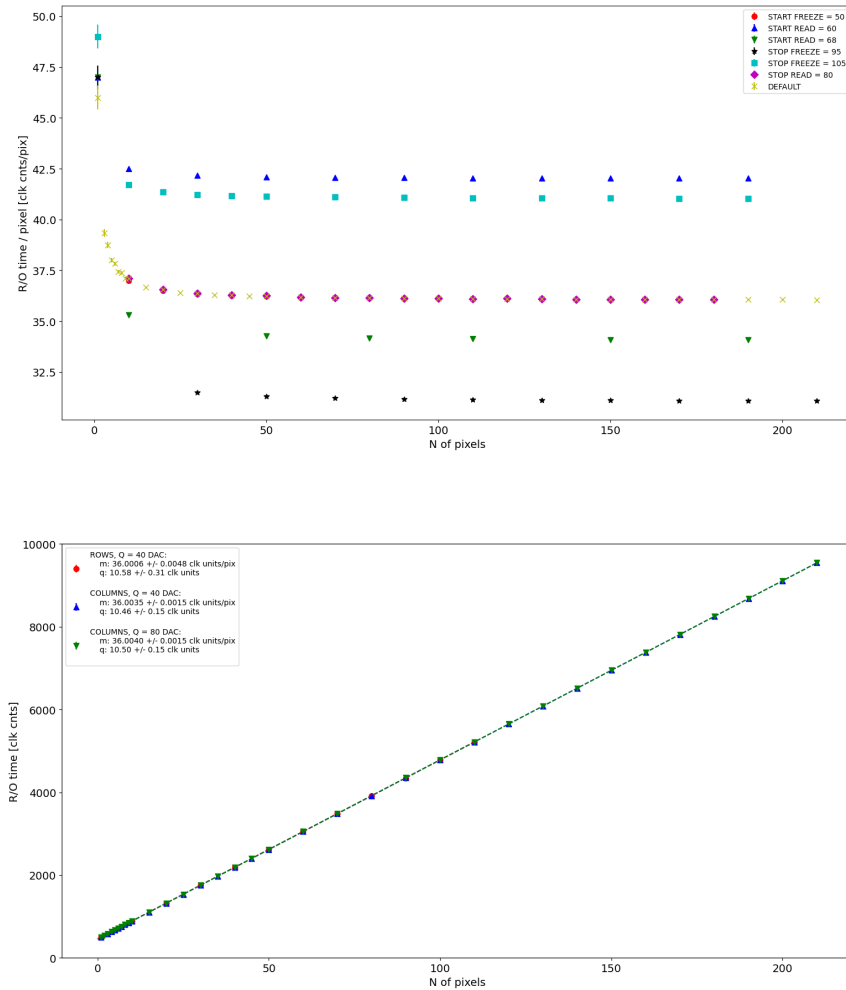 50.0
47.5
45.0
42.5
40.0
37.5
35.0
32.5
R/O time / pixel [clk cnts/pix]
START FREEZE = 50
START READ = 60
START READ = 68
STOP FREEZE = 95
STOP FREEZE = 105
STOP READ = 80
DEFAULT
0 50 100 150 200
N of pixels
10000
8000
6000
4000
2000
0
R/O time [clk cnts]
ROWS, Q = 40 DAC:
m: 36.0006 +/- 0.0048 clk units/pix
q: 10.58 +/- 0.31 clk units
COLUMNS, Q = 40 DAC:
m: 36.0035 +/- 0.0015 clk units/pix
q: 10.46 +/- 0.15 clk units
COLUMNS, Q = 80 DAC:
m: 36.0040 +/- 0.0015 clk units/pix
q: 10.50 +/- 0.15 clk units
0 50 100 150 200
N of pixels